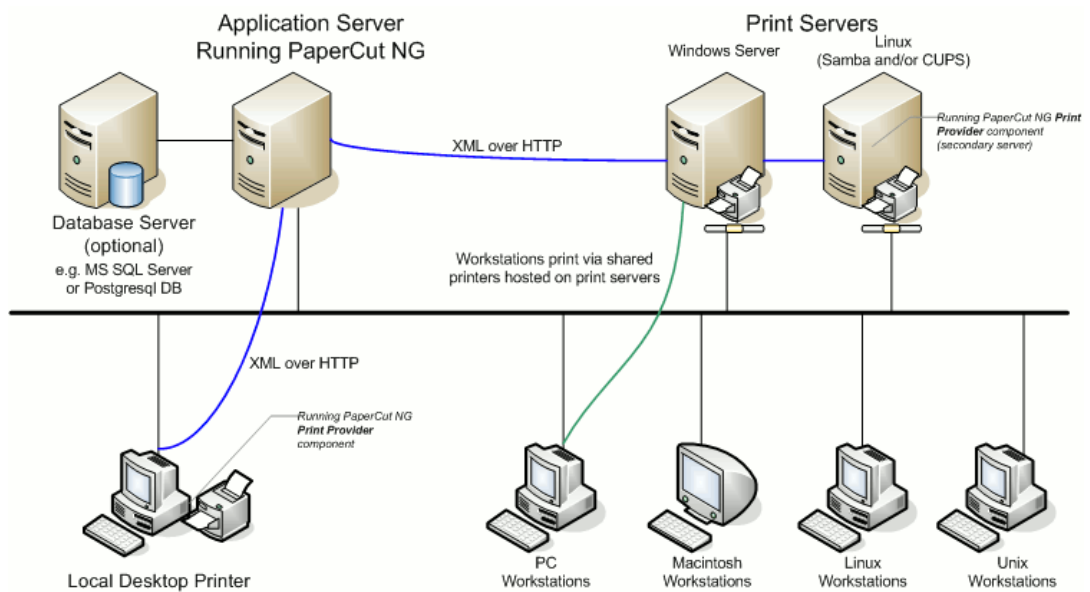 Application Server
Running PaperCut NG
Print Servers
Windows Server
Linux
(Samba and/or CUPS)
Running PaperCut NG Print
Provider component
(secondary server)
XML over HTTP
Database Server
(optional)
e.g. MS SQL Server
or Postgresql DB
Workstations print via shared
printers hosted on print servers
XML over HTTP
Running PaperCut NG
Print Provider
component
Local Desktop Printer
PC
Workstations
Macintosh
Workstations
Linux
Workstations
Unix
Workstations